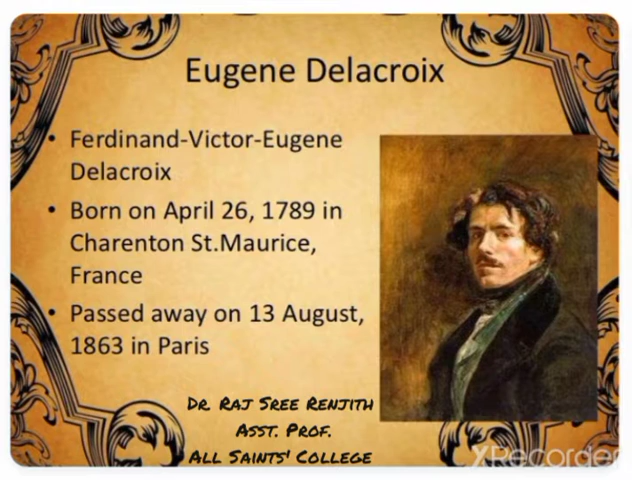 Eugene Delacroix
• Ferdinand-Victor-Eugene
Delacroix
• Born on April 26, 1789 in
Charenton St.Maurice,
France
• Passed away on 13 August,
1863 in Paris
Dr. Raj Sree Renjith
Asst. Prof.
All Saints' College
XRecorder